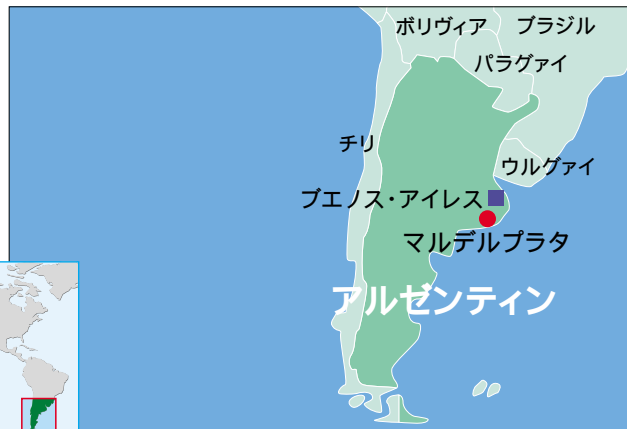 ボリヴィア
ブラジル
パラグァイ
チリ
ウルグァイ
ブエノス・アイレス
マルデルプラタ
アルゼンティン